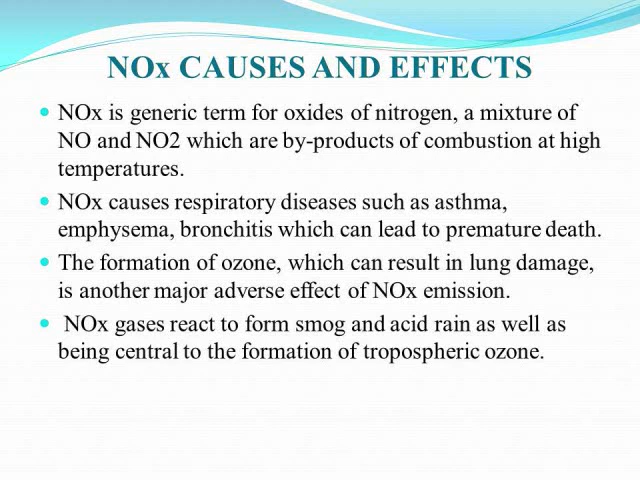 NOx CAUSES AND EFFECTS
NOx is generic term for oxides of nitrogen, a mixture of
NO and NO2 which are by-products of combustion at high
temperatures.
NOx causes respiratory diseases such as asthma,
emphysema, bronchitis which can lead to premature death.
The formation of ozone, which can result in lung damage,
is another major adverse effect of NOx emission.
NOx gases react to form smog and acid rain as well as
being central to the formation of tropospheric ozone.